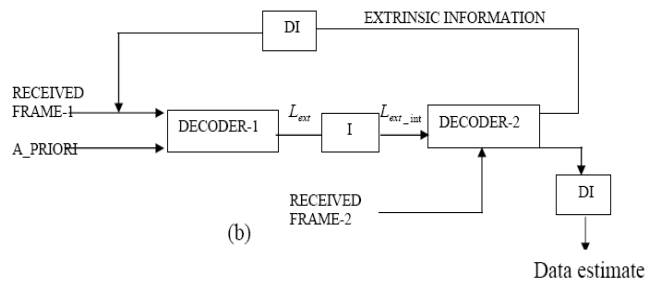 DI
EXTRINSIC INFORMATION
RECEIVED
FRAME-1
A_PRIORI
DECODER-1
L_ext
I
L_ext_int
DECODER-2
RECEIVED
FRAME-2
DI
(b)
Data estimate